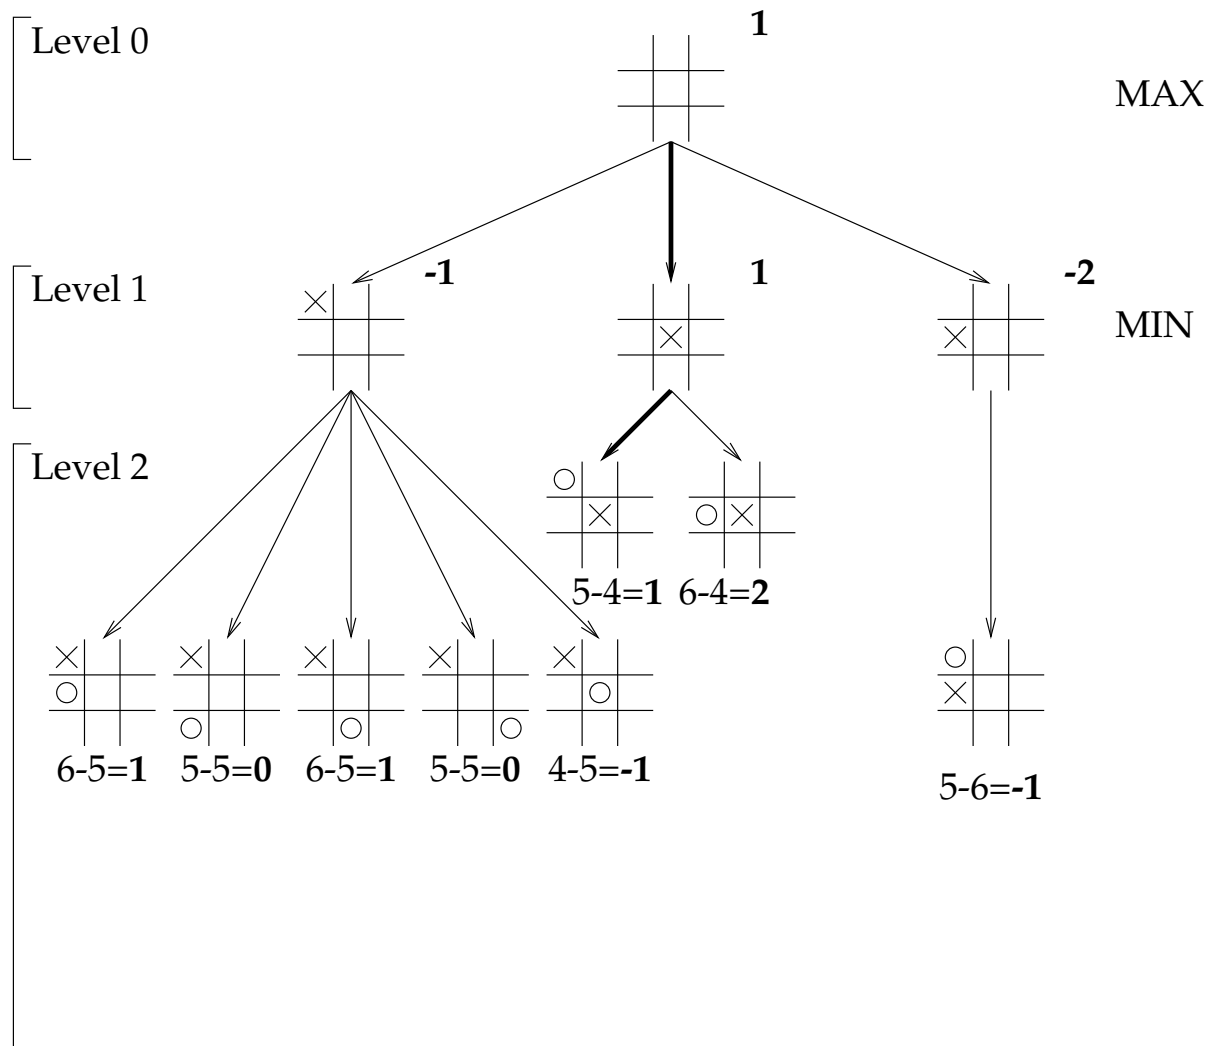 1
Level 0
MAX
-1 1 -2
Level 1
MIN
Level 2
5-4=1 6-4=2
6-5=1 5-5=0 6-5=1 5-5=0 4-5=-1
5-6=-1